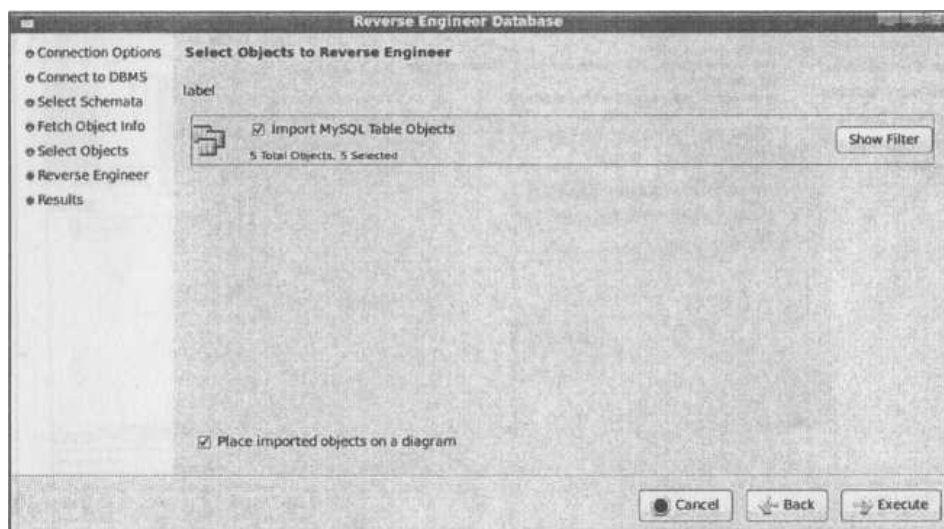 Reverse Engineer Database
Connection Options
Connect to DBMS
Select Schemata
Fetch Object Info
Select Objects
Reverse Engineer
Results
Select Objects to Reverse Engineer
label
Import MySQL Table Objects
5 Total Objects, 5 Selected
Show Filter
Place imported objects on a diagram
Cancel
Back
Execute